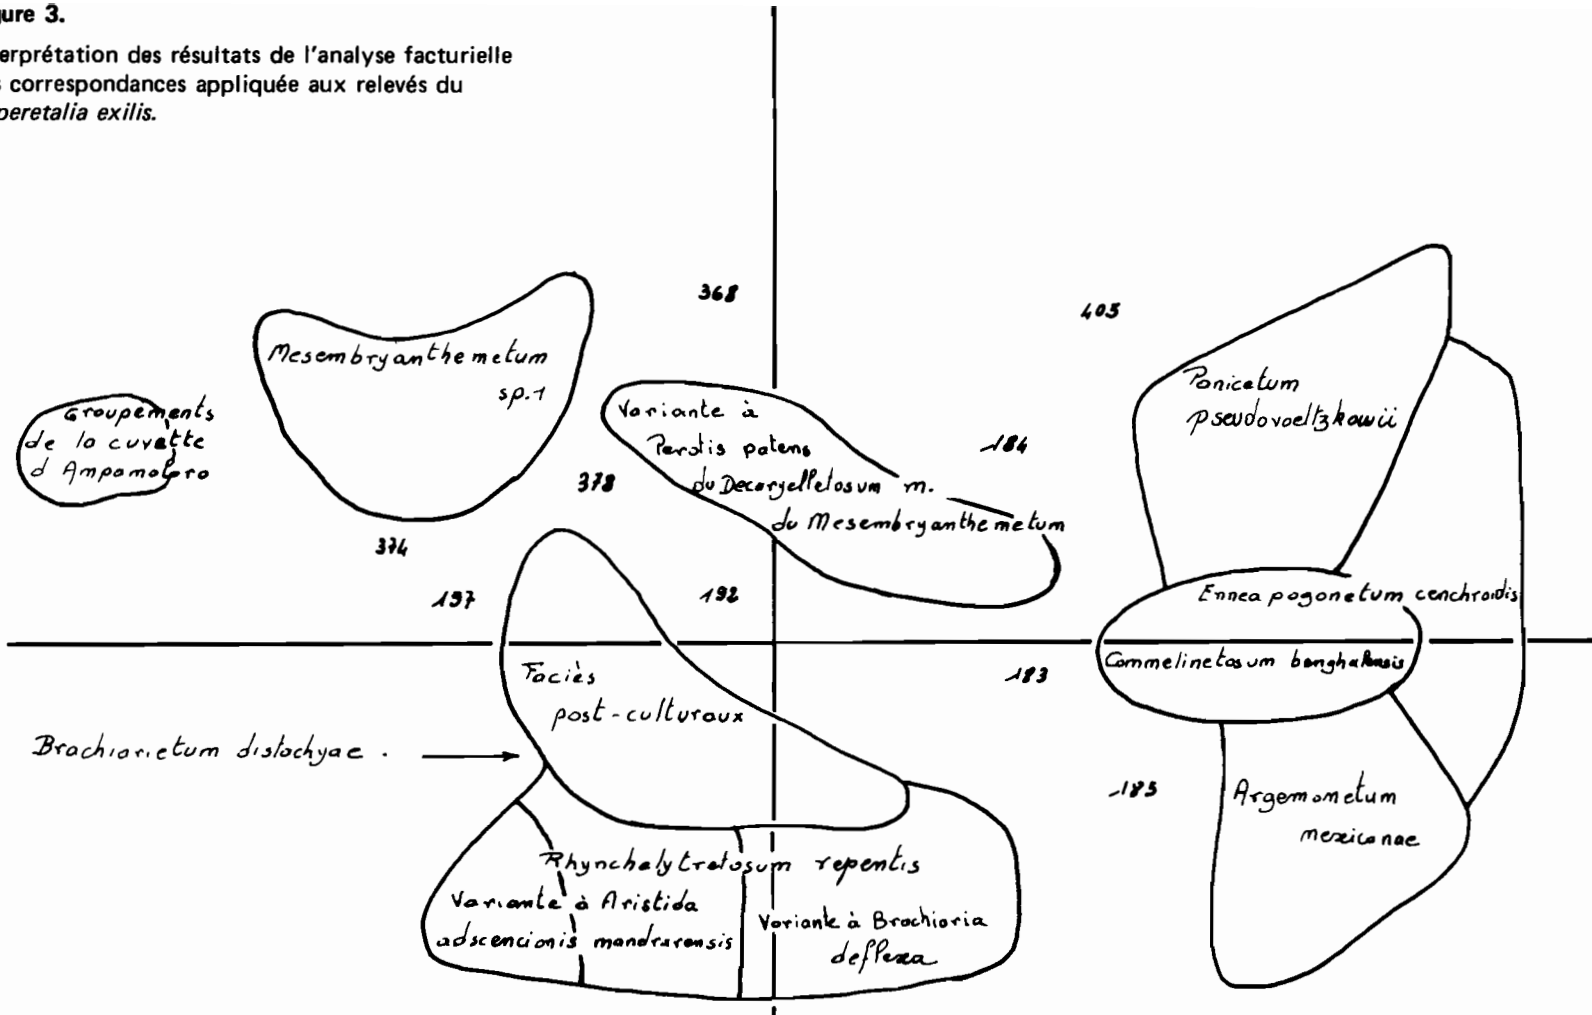 gure 3.
erprétation des résultats de l'analyse facturielle
s correspondances appliquée aux relevés du
peretalia exilis.
368
405
Mesembryanthemetum
sp.1
Groupements
de la cuvette
d'Ampamolora
Variante à
Perotis patens
du Decaryelletosum m.
du Mesembryanthemetum
Panicetum
pseudovoeltzkowii
184
378
374
197
192
Enneapogonetum cenchroidis
Commelinetosum benghalensis
183
Faciès
post-culturaux
Brachiarietum distachyae.
185
Argemonetum
mexicanae
Rhynchelytretosum repentis
Variante à Aristida
adscencionis mandrarensis
Variante à Brachiaria
deflexa